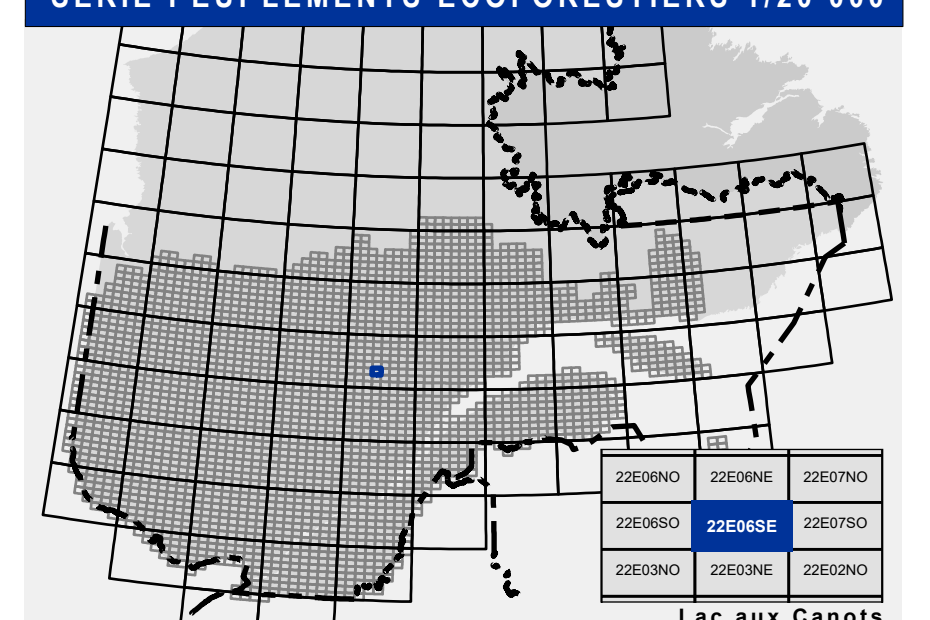 SÉRIE PEUPLEMENTS ÉCOFORESTIERS 1/20 000
22E06NO 22E06NE 22E07NO
22E06SO 22E06SE 22E07SO
22E03NO 22E03NE 22E02NO
Lac aux Canots